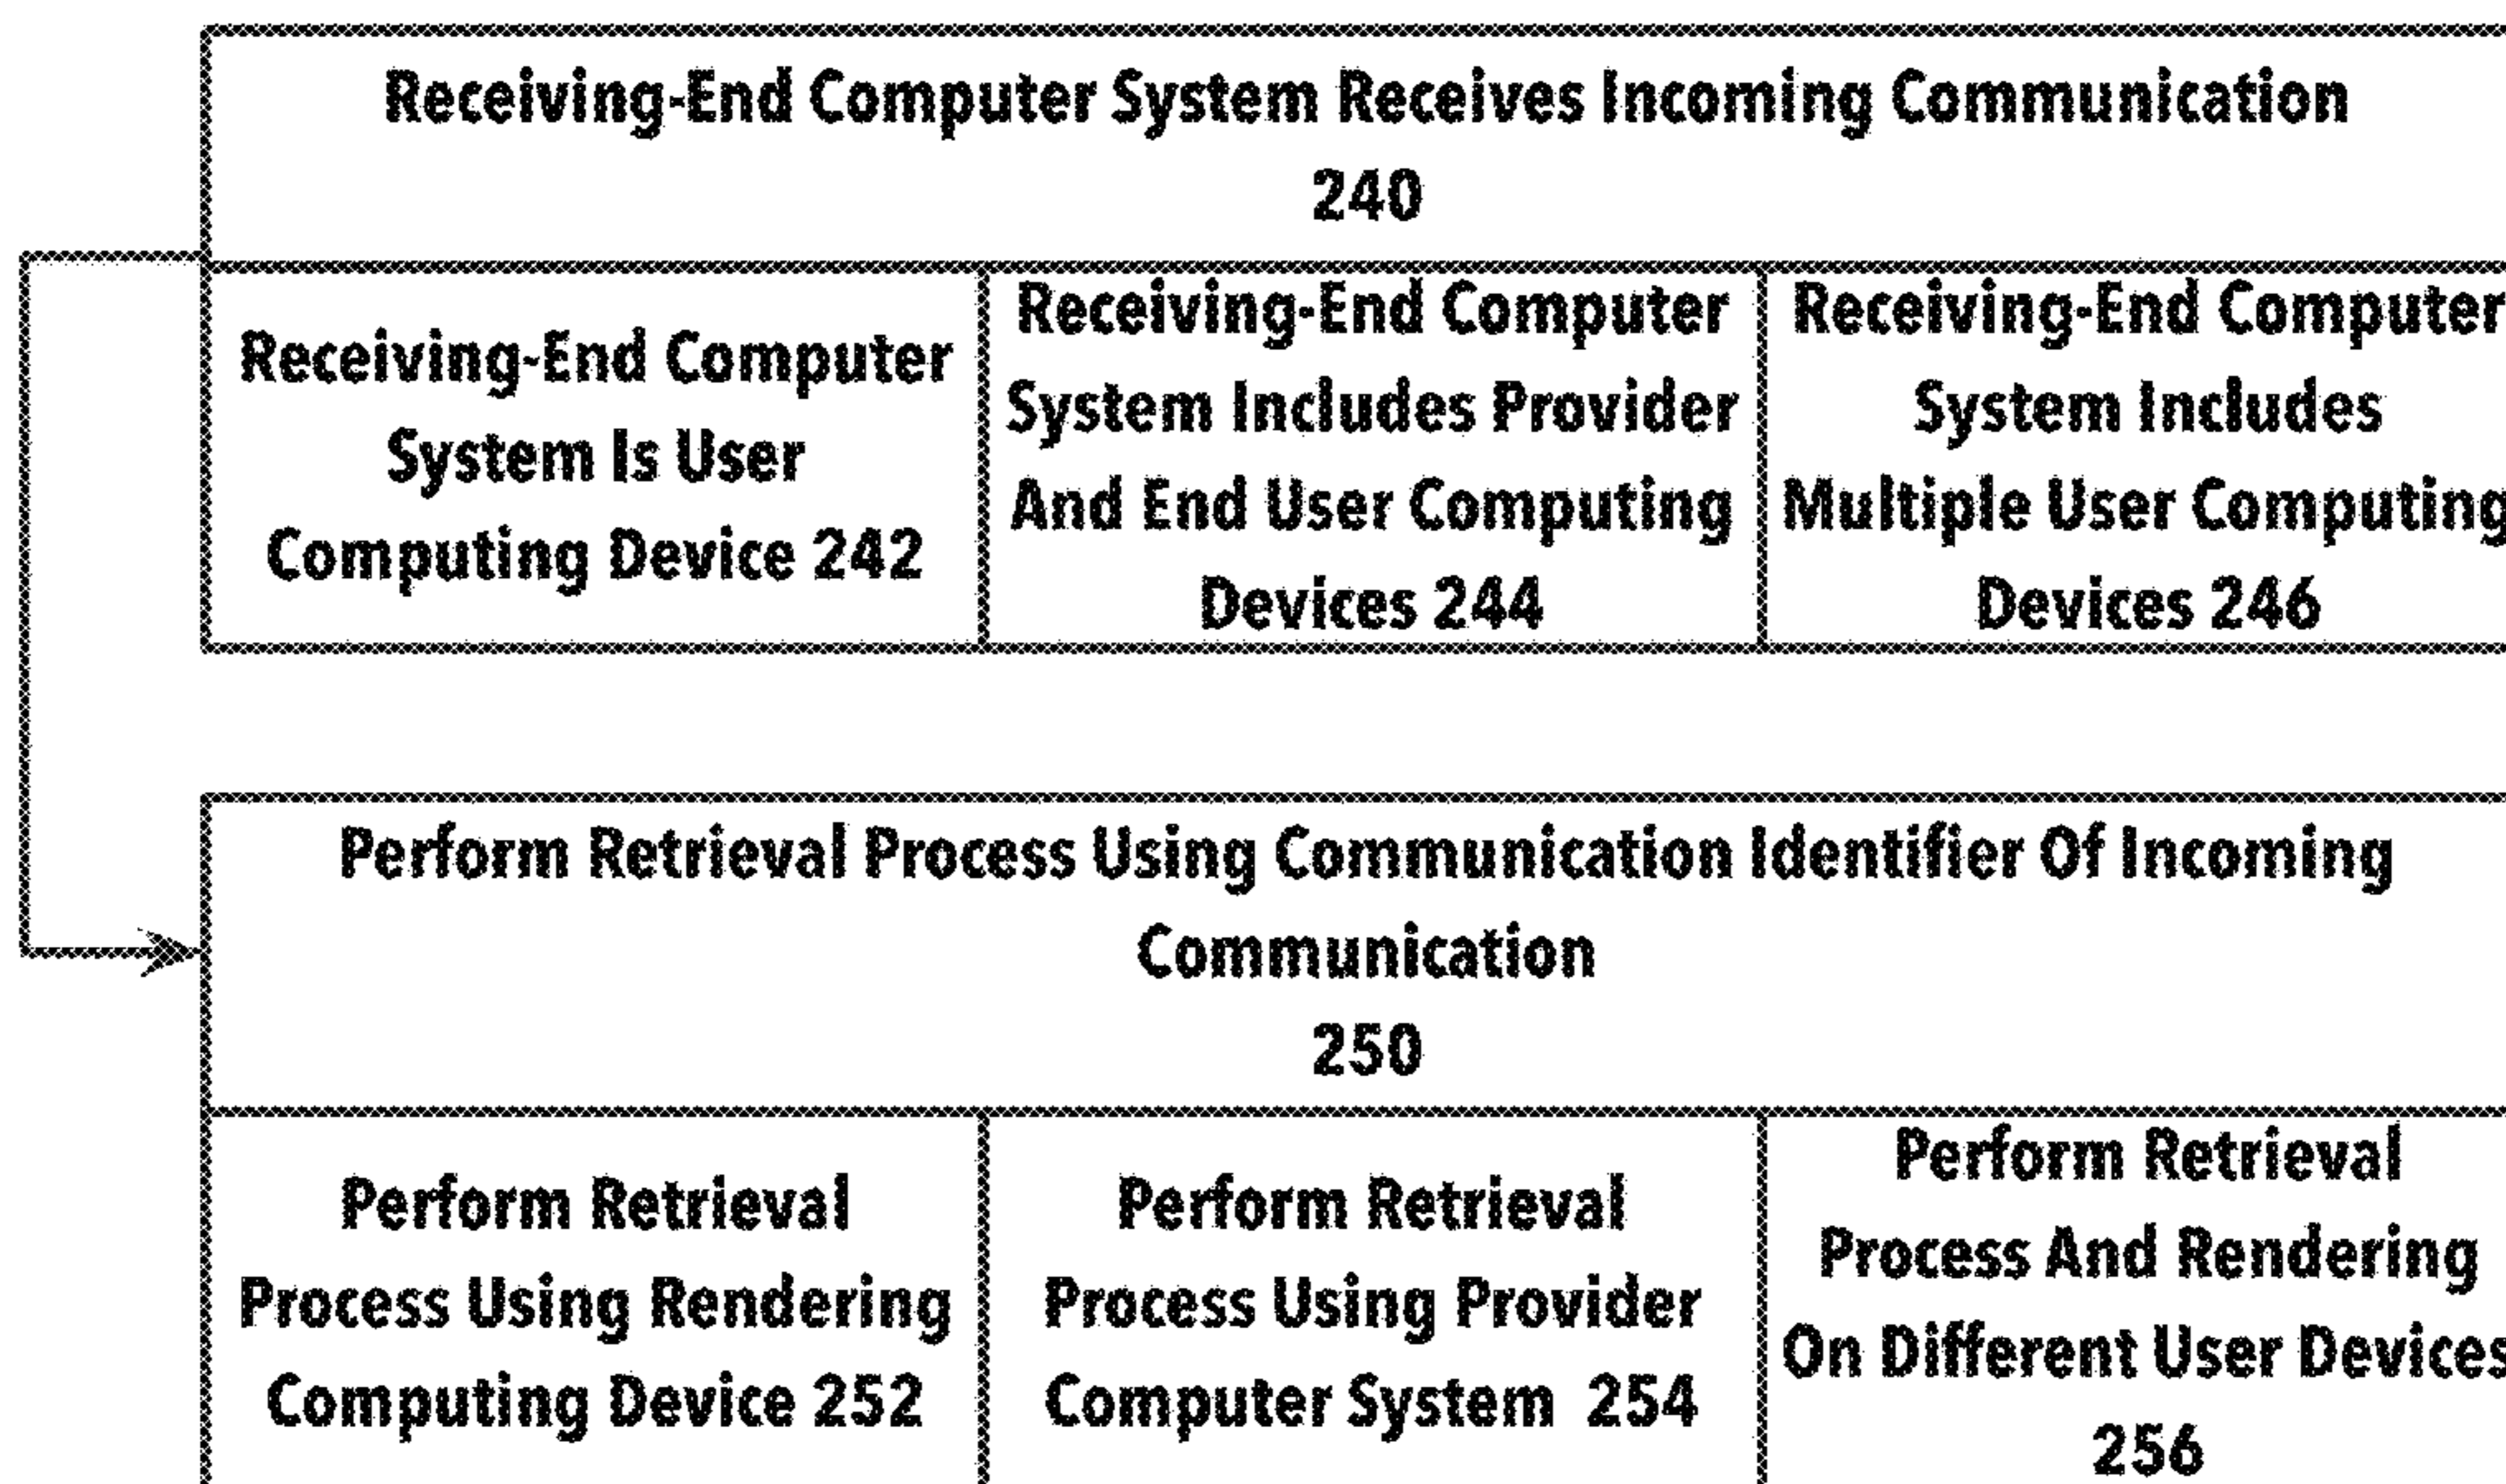 Receiving-End Computer System Receives Incoming Communication
240
Receiving-End Computer
System Is User
Computing Device 242
Receiving-End Computer
System Includes Provider
And End User Computing
Devices 244
Receiving-End Computer
System Includes
Multiple User Computing
Devices 246
Perform Retrieval Process Using Communication Identifier Of Incoming
Communication
250
Perform Retrieval
Process Using Rendering
Computing Device 252
Perform Retrieval
Process Using Provider
Computer System 254
Perform Retrieval
Process And Rendering
On Different User Devices
256